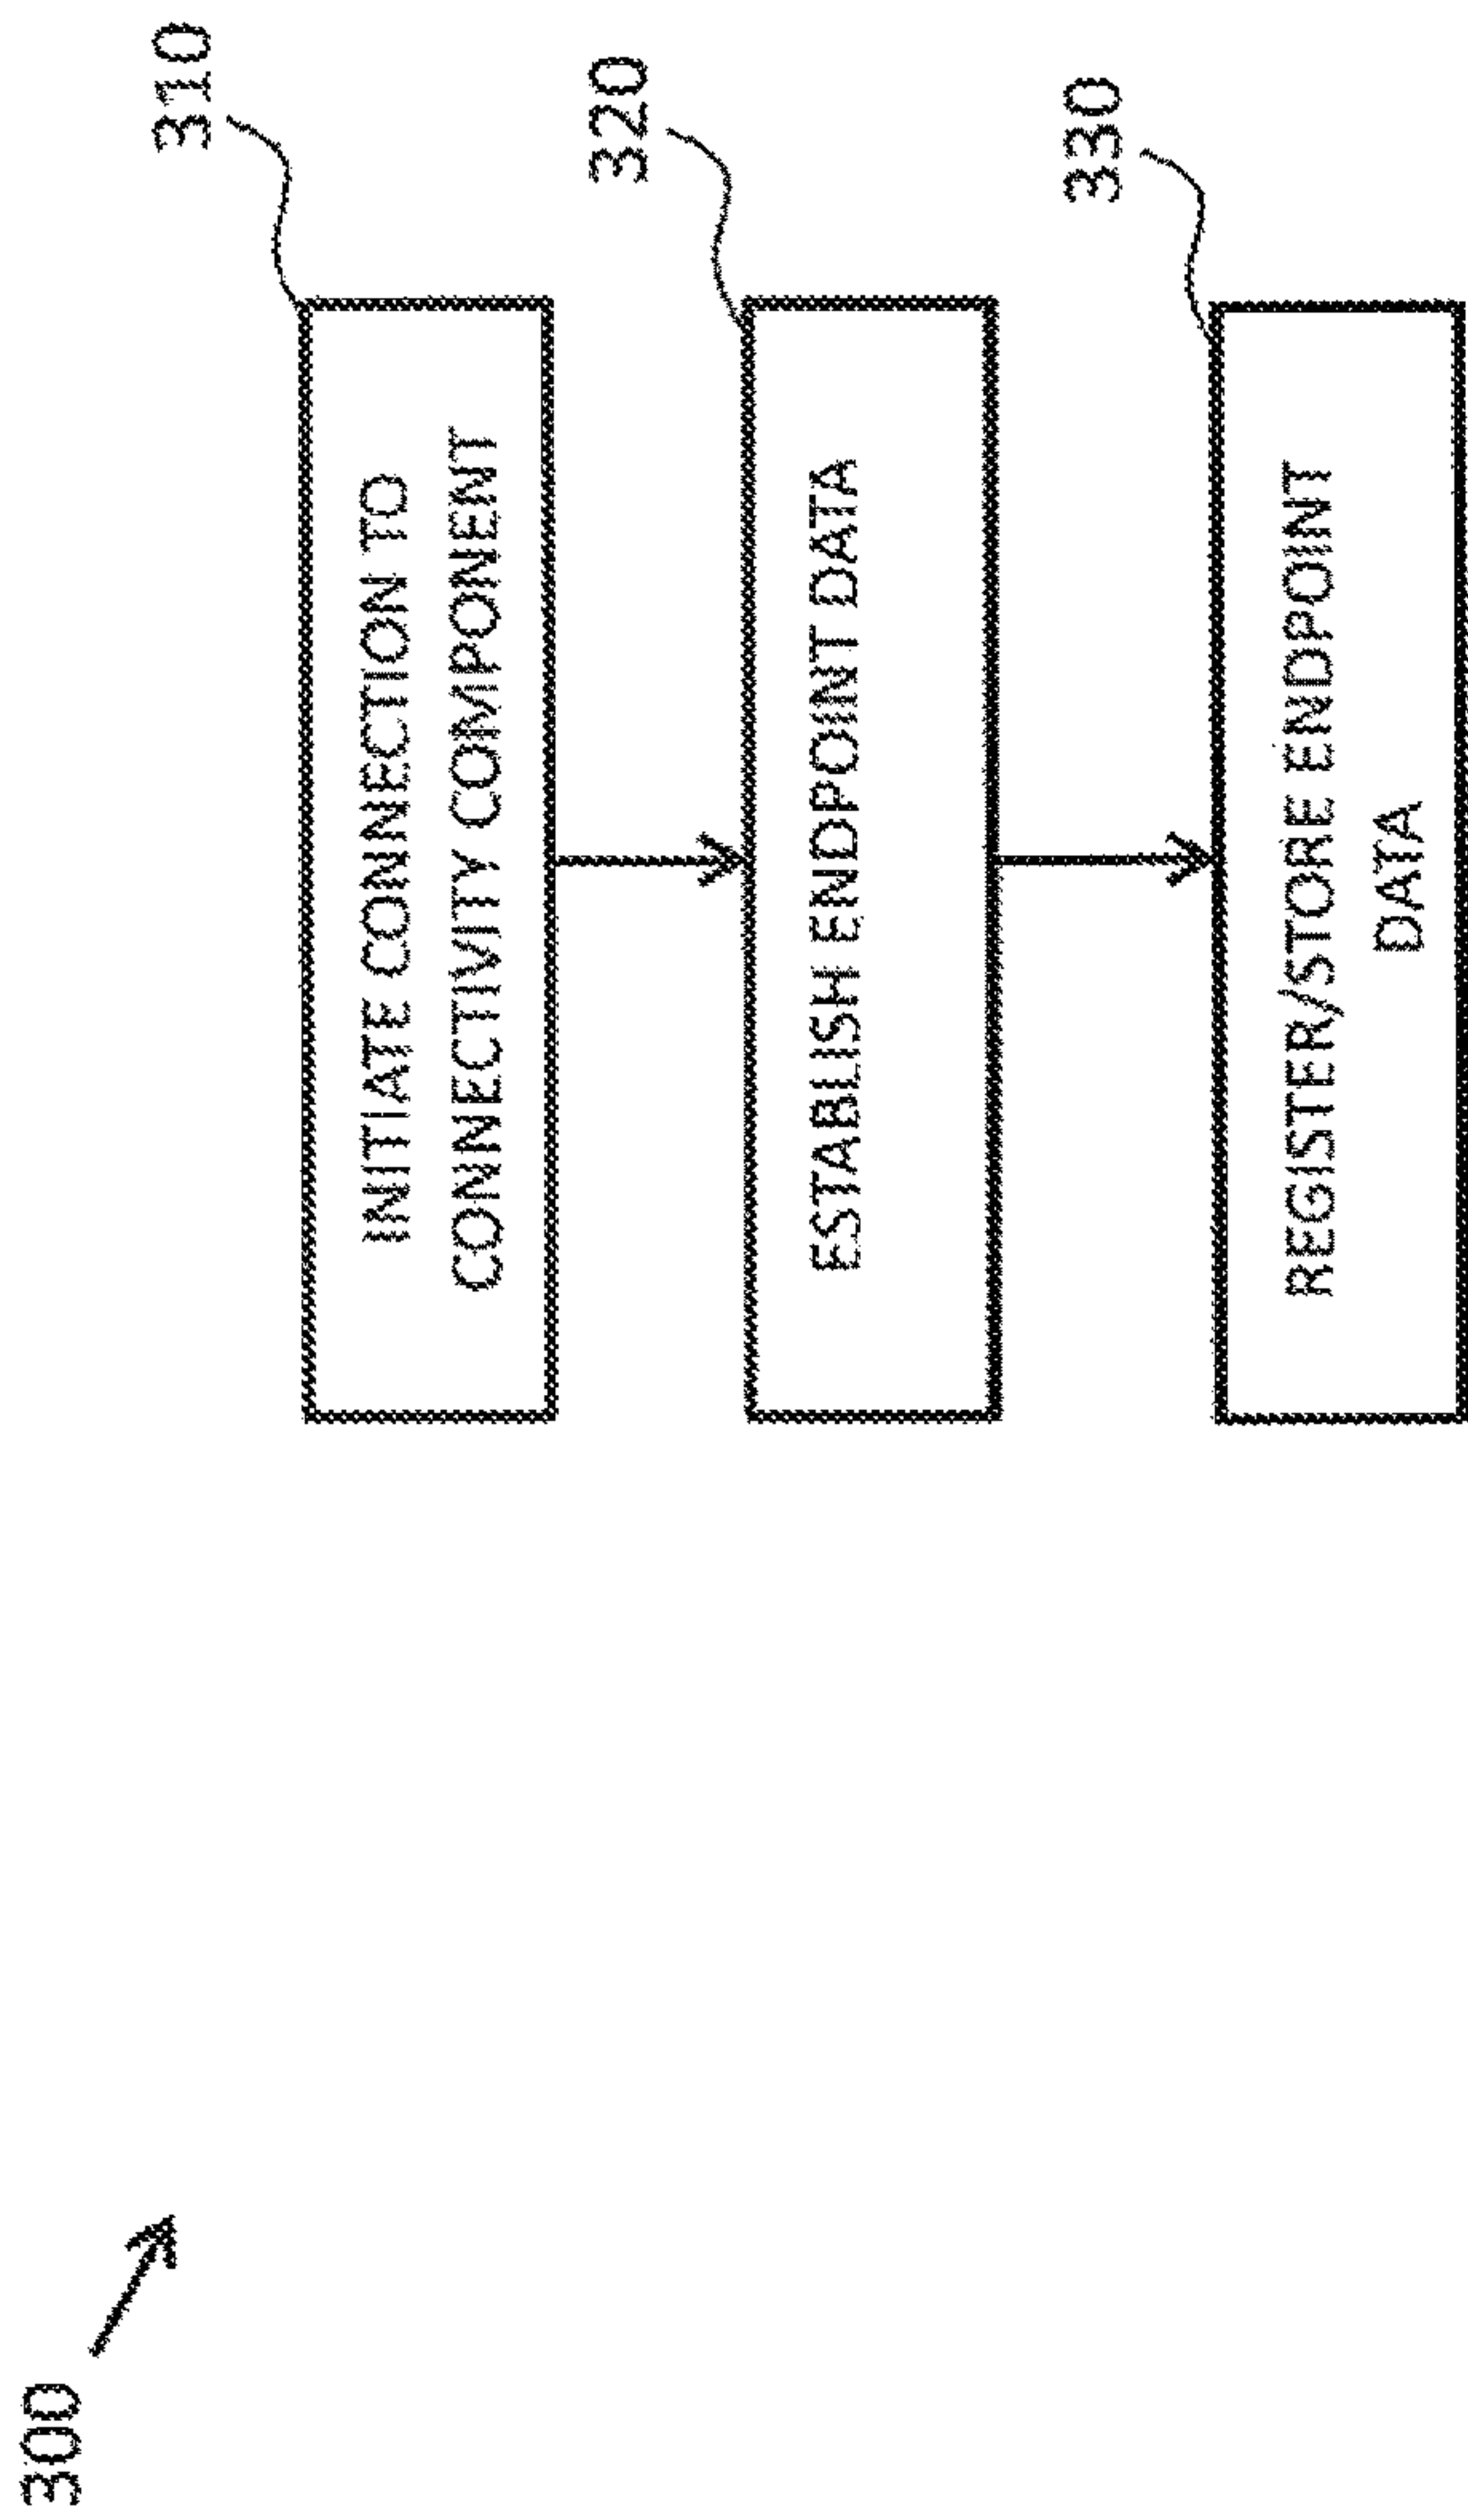 300
310
INITIATE CONNECTION TO
CONNECTIVITY COMPONENT
320
ESTABLISH ENDPOINT DATA
330
REGISTER/STORE ENDPOINT
DATA